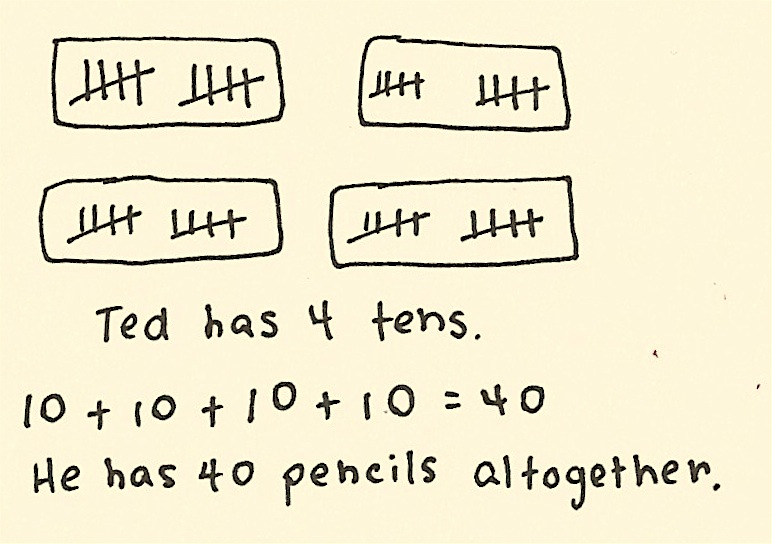 Ted has 4 tens.
10 + 10 + 10 + 10 = 40
He has 40 pencils altogether.